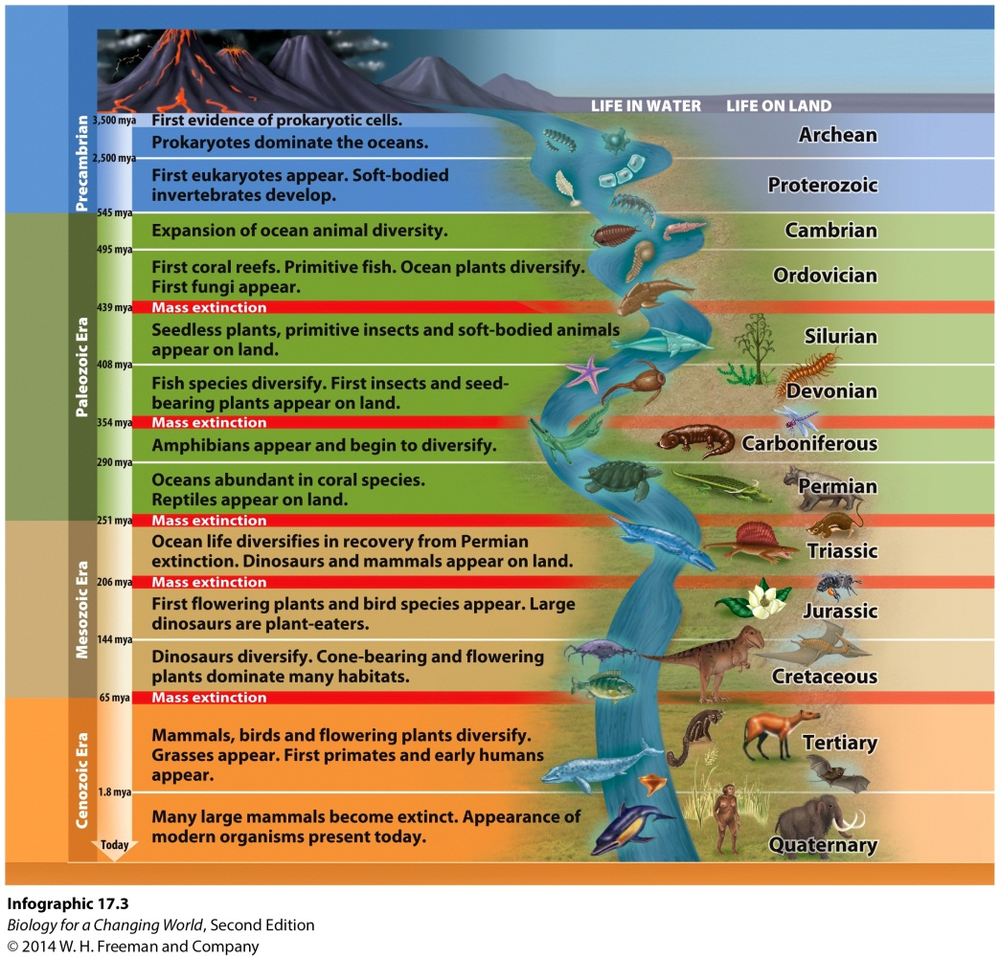 LIFE IN WATER
LIFE ON LAND
Precambrian
3,500 mya
First evidence of prokaryotic cells.
Prokaryotes dominate the oceans.
Archean
2,500 mya
First eukaryotes appear. Soft-bodied
invertebrates develop.
Proterozoic
545 mya
Paleozoic Era
Expansion of ocean animal diversity.
Cambrian
495 mya
First coral reefs. Primitive fish. Ocean plants diversify.
First fungi appear.
Ordovician
439 mya
Mass extinction
Seedless plants, primitive insects and soft-bodied animals
appear on land.
Silurian
408 mya
Fish species diversify. First insects and seed-
bearing plants appear on land.
Devonian
354 mya
Mass extinction
Amphibians appear and begin to diversify.
Carboniferous
290 mya
Oceans abundant in coral species.
Reptiles appear on land.
Permian
251 mya
Mass extinction
Mesozoic Era
Ocean life diversifies in recovery from Permian
extinction. Dinosaurs and mammals appear on land.
Triassic
206 mya
Mass extinction
First flowering plants and bird species appear. Large
dinosaurs are plant-eaters.
Jurassic
144 mya
Dinosaurs diversify. Cone-bearing and flowering
plants dominate many habitats.
Cretaceous
65 mya
Mass extinction
Cenozoic Era
Mammals, birds and flowering plants diversify.
Grasses appear. First primates and early humans
appear.
Tertiary
1.8 mya
Many large mammals become extinct. Appearance of
modern organisms present today.
Quaternary
Today
Infographic 17.3
Biology for a Changing World, Second Edition
© 2014 W. H. Freeman and Company